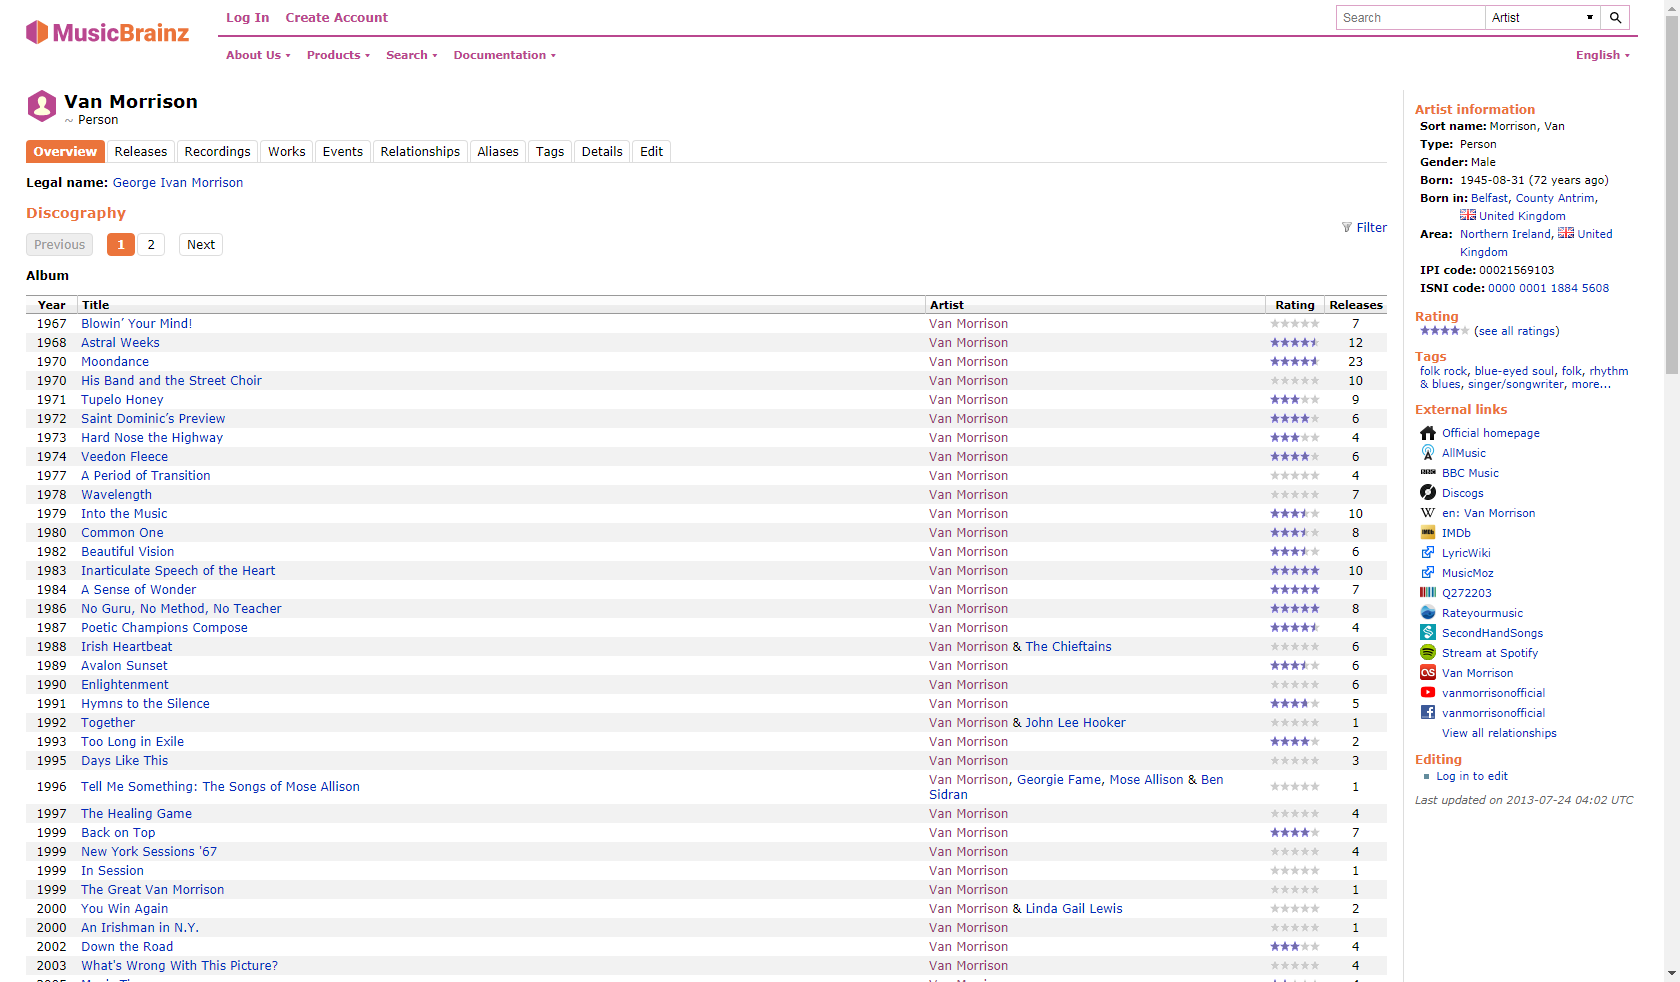 MusicBrainz
Log In Create Account
Search Artist
About Us Products Search Documentation English
Van Morrison
~ Person
Overview Releases Recordings Works Events Relationships Aliases Tags Details Edit
Legal name: George Ivan Morrison
Discography
Filter
Previous 1 2 Next
Album
Year Title Artist Rating Releases
1967 Blowin’ Your Mind! Van Morrison 7
1968 Astral Weeks Van Morrison 12
1970 Moondance Van Morrison 23
1970 His Band and the Street Choir Van Morrison 10
1971 Tupelo Honey Van Morrison 9
1972 Saint Dominic’s Preview Van Morrison 6
1973 Hard Nose the Highway Van Morrison 4
1974 Veedon Fleece Van Morrison 6
1977 A Period of Transition Van Morrison 4
1978 Wavelength Van Morrison 7
1979 Into the Music Van Morrison 10
1980 Common One Van Morrison 8
1982 Beautiful Vision Van Morrison 6
1983 Inarticulate Speech of the Heart Van Morrison 10
1984 A Sense of Wonder Van Morrison 7
1986 No Guru, No Method, No Teacher Van Morrison 8
1987 Poetic Champions Compose Van Morrison 4
1988 Irish Heartbeat Van Morrison & The Chieftains 6
1989 Avalon Sunset Van Morrison 6
1990 Enlightenment Van Morrison 6
1991 Hymns to the Silence Van Morrison 5
1992 Together Van Morrison & John Lee Hooker 1
1993 Too Long in Exile Van Morrison 2
1995 Days Like This Van Morrison 3
1996 Tell Me Something: The Songs of Mose Allison Van Morrison, Georgie Fame, Mose Allison & Ben
Sidran 1
1997 The Healing Game Van Morrison 4
1999 Back on Top Van Morrison 7
1999 New York Sessions '67 Van Morrison 4
1999 In Session Van Morrison 1
1999 The Great Van Morrison Van Morrison 1
2000 You Win Again Van Morrison & Linda Gail Lewis 2
2000 An Irishman in N.Y. Van Morrison 1
2002 Down the Road Van Morrison 4
2003 What's Wrong With This Picture? Van Morrison 4
Artist information
Sort name: Morrison, Van
Type: Person
Gender: Male
Born: 1945-08-31 (72 years ago)
Born in: Belfast, County Antrim,
United Kingdom
Area: Northern Ireland, United
Kingdom
IPI code: 00021569103
ISNI code: 0000 0001 1884 5608
Rating
(see all ratings)
Tags
folk rock, blue-eyed soul, folk, rhythm
& blues, singer/songwriter, more...
External links
Official homepage
AllMusic
BBC Music
Discogs
en: Van Morrison
IMDb
LyricWiki
MusicMoz
Q272203
Rateyourmusic
SecondHandSongs
Stream at Spotify
Van Morrison
vanmorrisonofficial
vanmorrisonofficial
View all relationships
Editing
Log in to edit
Last updated on 2013-07-24 04:02 UTC